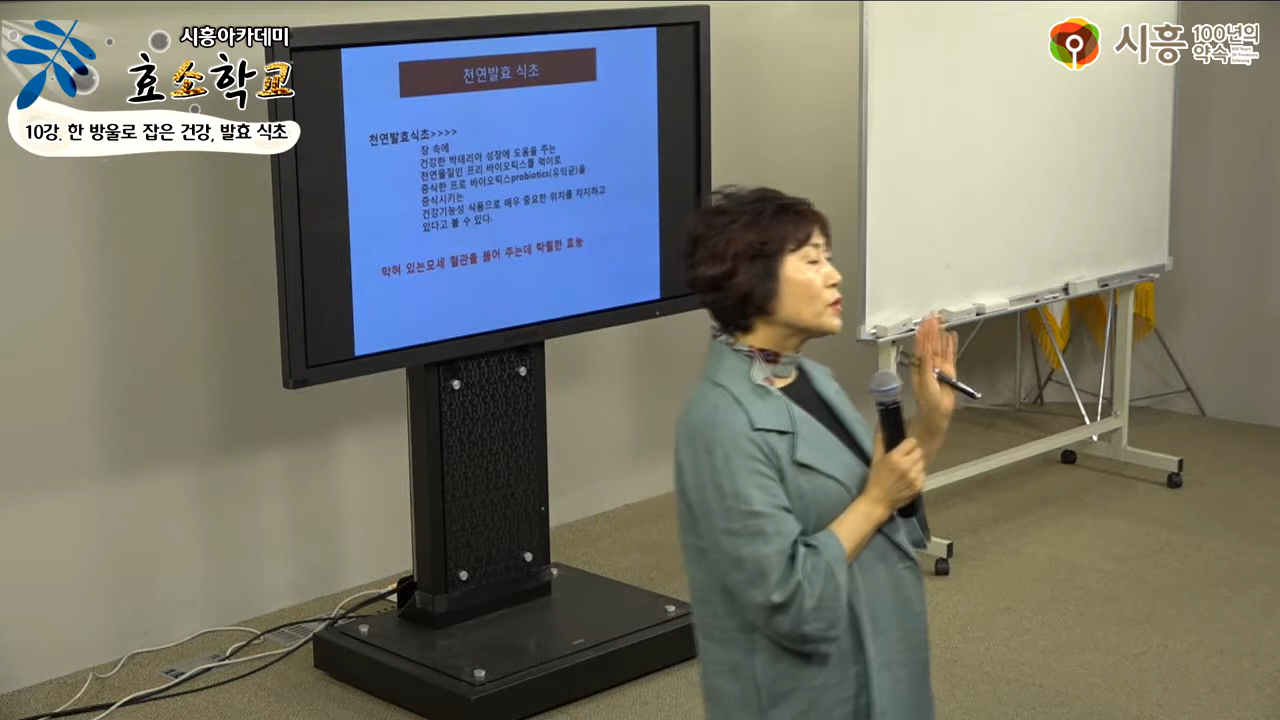 시흥아카데미
효소학교
10강. 한 방울로 잡은 건강, 발효 식초
시흥
100년의
약속
천연발효 식초
천연발효식초>>>>
장 속에
건강한 박테리아 성장에 도움을 주는
천연물질인 프리 바이오틱스를 먹이로
증식한 프로 바이오틱스probiotics(유익균)을
증식시키는
건강기능성 식품으로 매우 중요한 위치를 차지하고
있다고 볼 수 있다.
막혀 있는모세 혈관을 뚫어 주는데 탁월한 효능